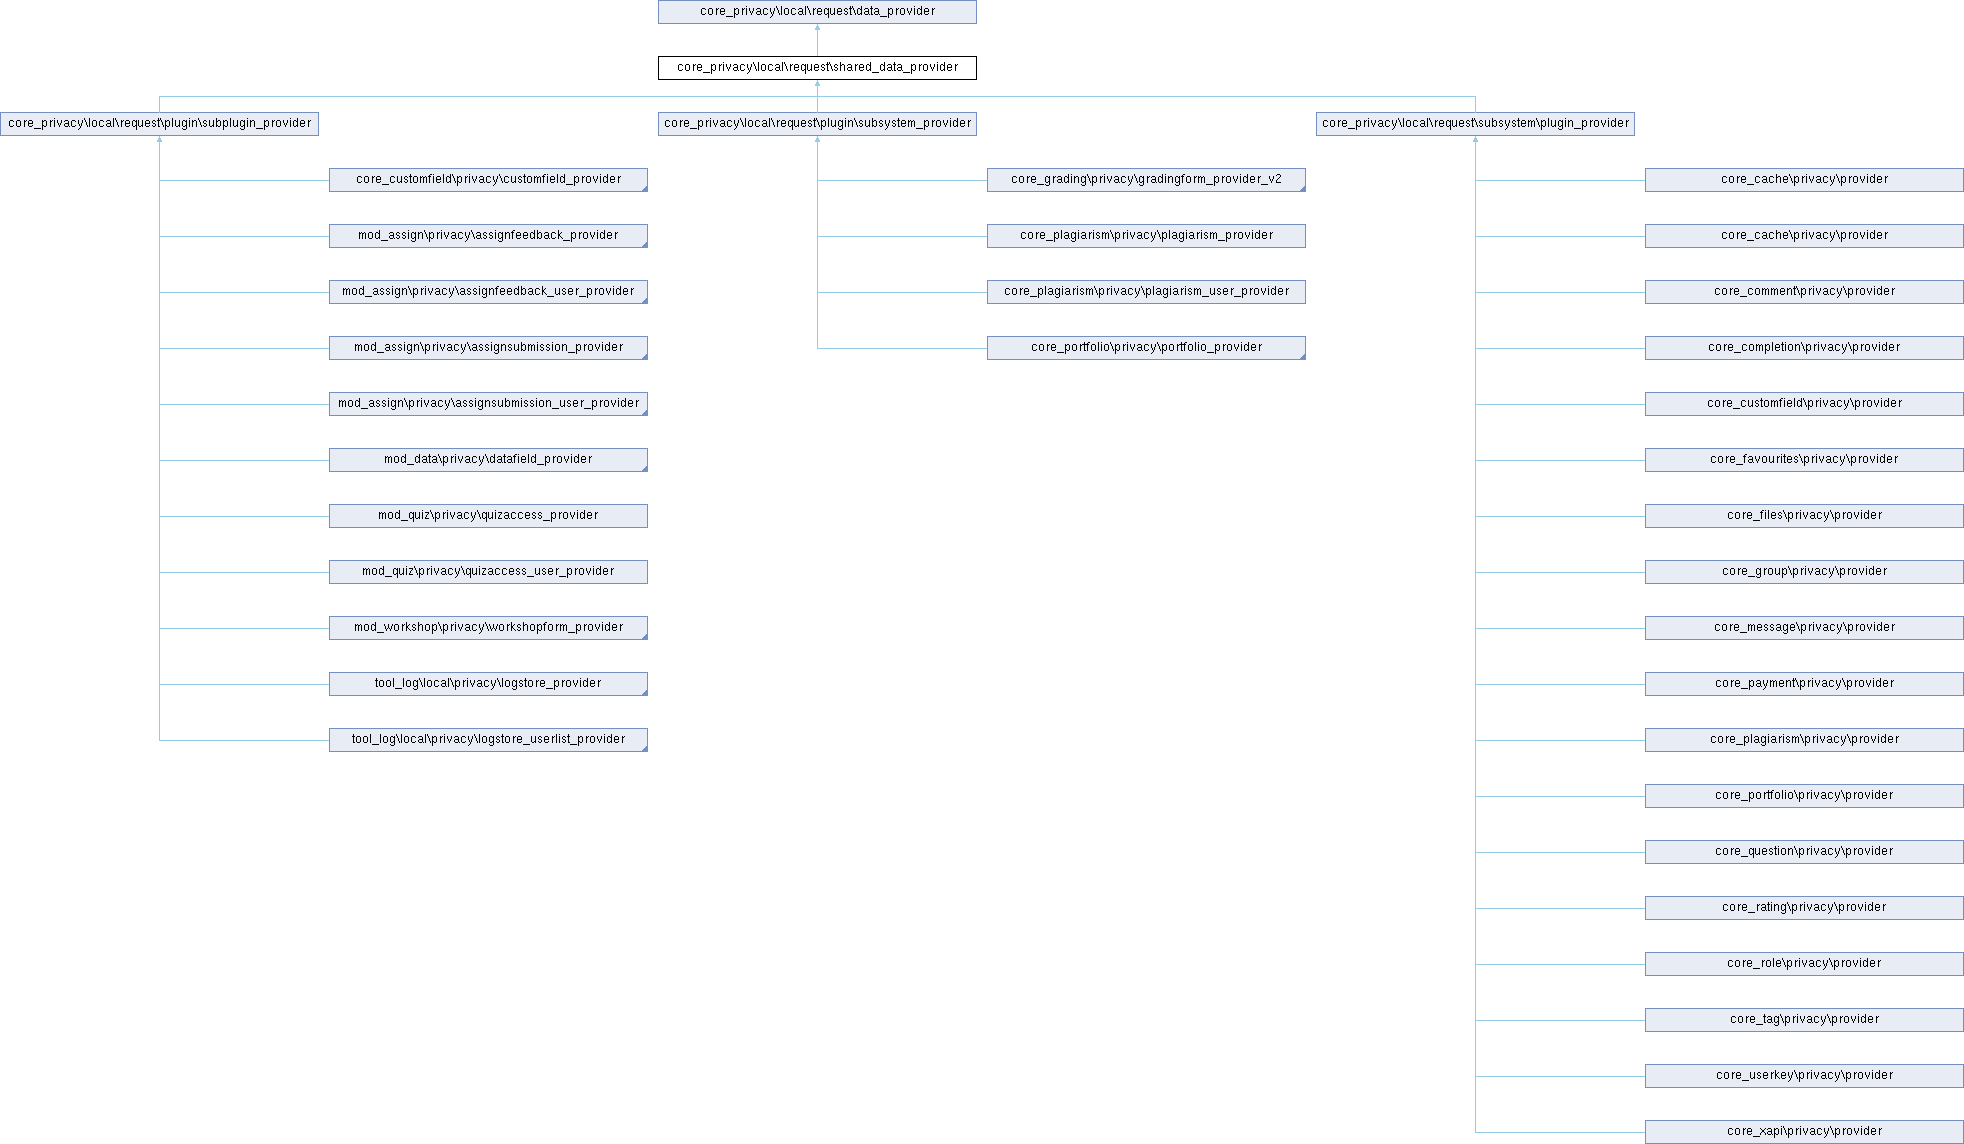 core_privacy\local\request\data_provider
core_privacy\local\request\shared_data_provider
core_privacy\local\request\plugin\subplugin_provider
core_privacy\local\request\plugin\subsystem_provider
core_privacy\local\request\subsystem\plugin_provider
core_customfield\privacy\customfield_provider
mod_assign\privacy\assignfeedback_provider
mod_assign\privacy\assignfeedback_user_provider
mod_assign\privacy\assignsubmission_provider
mod_assign\privacy\assignsubmission_user_provider
mod_data\privacy\datafield_provider
mod_quiz\privacy\quizaccess_provider
mod_quiz\privacy\quizaccess_user_provider
mod_workshop\privacy\workshopform_provider
tool_log\local\privacy\logstore_provider
tool_log\local\privacy\logstore_userlist_provider
core_grading\privacy\gradingform_provider_v2
core_plagiarism\privacy\plagiarism_provider
core_plagiarism\privacy\plagiarism_user_provider
core_portfolio\privacy\portfolio_provider
core_cache\privacy\provider
core_cache\privacy\provider
core_comment\privacy\provider
core_completion\privacy\provider
core_customfield\privacy\provider
core_favourites\privacy\provider
core_files\privacy\provider
core_group\privacy\provider
core_message\privacy\provider
core_payment\privacy\provider
core_plagiarism\privacy\provider
core_portfolio\privacy\provider
core_question\privacy\provider
core_rating\privacy\provider
core_role\privacy\provider
core_tag\privacy\provider
core_userkey\privacy\provider
core_xapi\privacy\provider